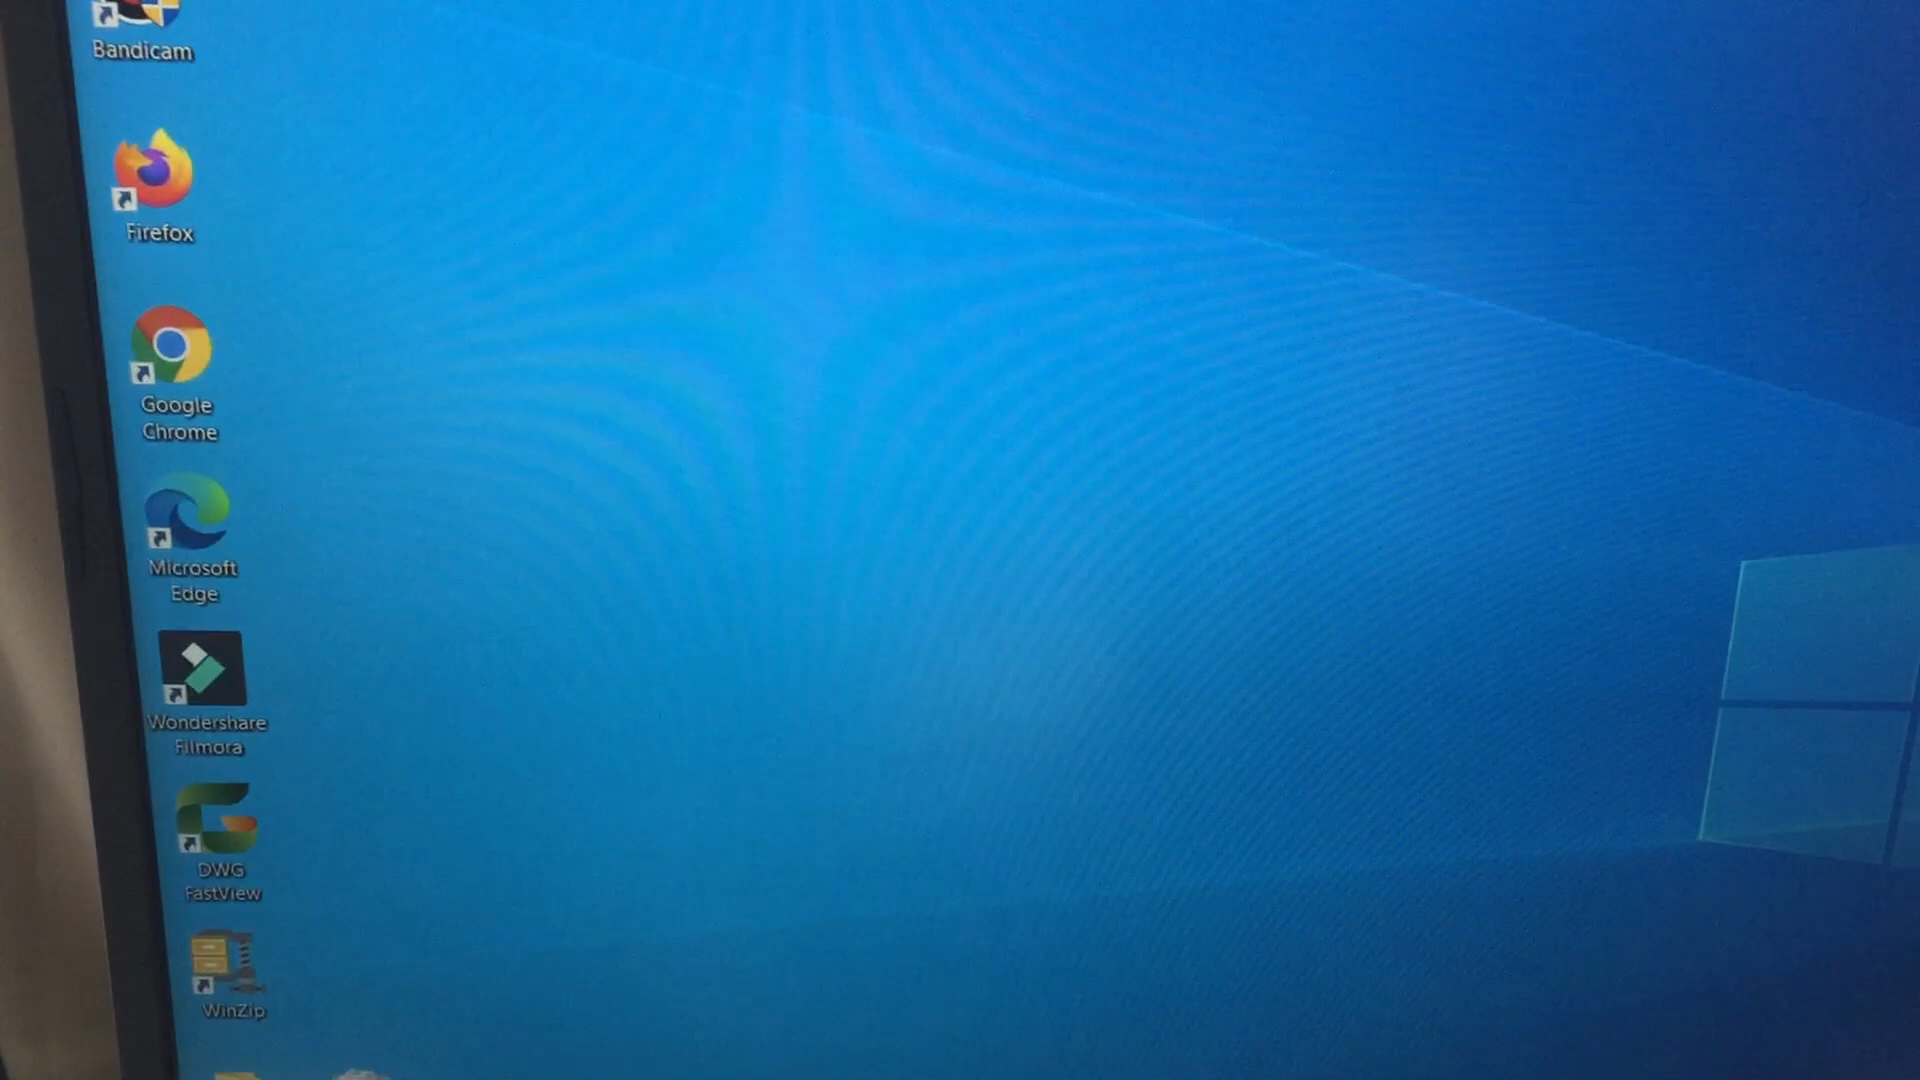 Bandicam
Firefox
Google
Chrome
Microsoft
Edge
Wondershare
Filmora
DWG
FastView
WinZip